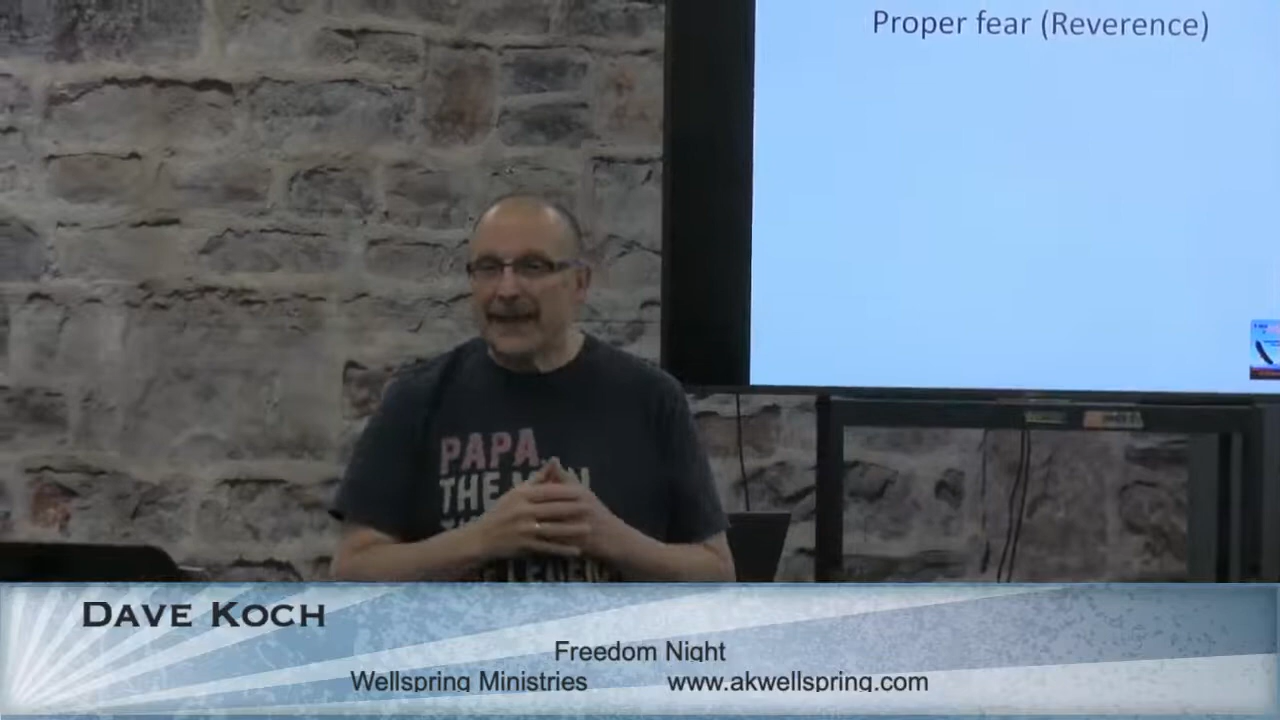 Proper fear (Reverence)
PAPA
THE
DAVE KOCH
Freedom Night
Wellspring Ministries www.akwellspring.com